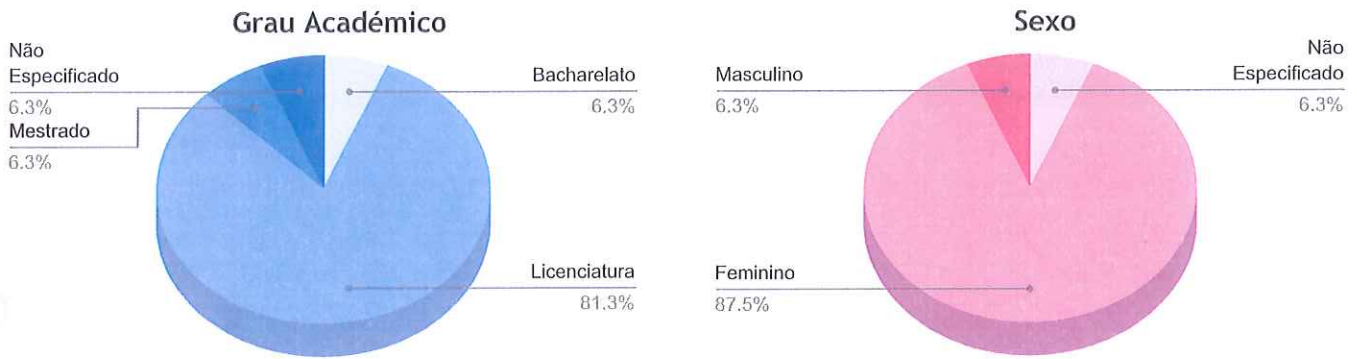 Grau Académico
Não
Especificado
6.3%
Mestrado
6.3%
Bacharelato
6.3%
Licenciatura
81.3%
Sexo
Masculino
6.3%
Não
Especificado
6.3%
Feminino
87.5%